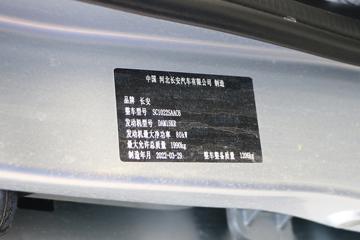 中国 河北长安汽车有限公司 制造
品牌 长安
整车型号 SC1022SAACB
发动机型号 DAM15KR
发动机最大净功率 80kW
最大允许总质量 1990kg
制造年月 2022-03-29 整车整备质量 1206kg